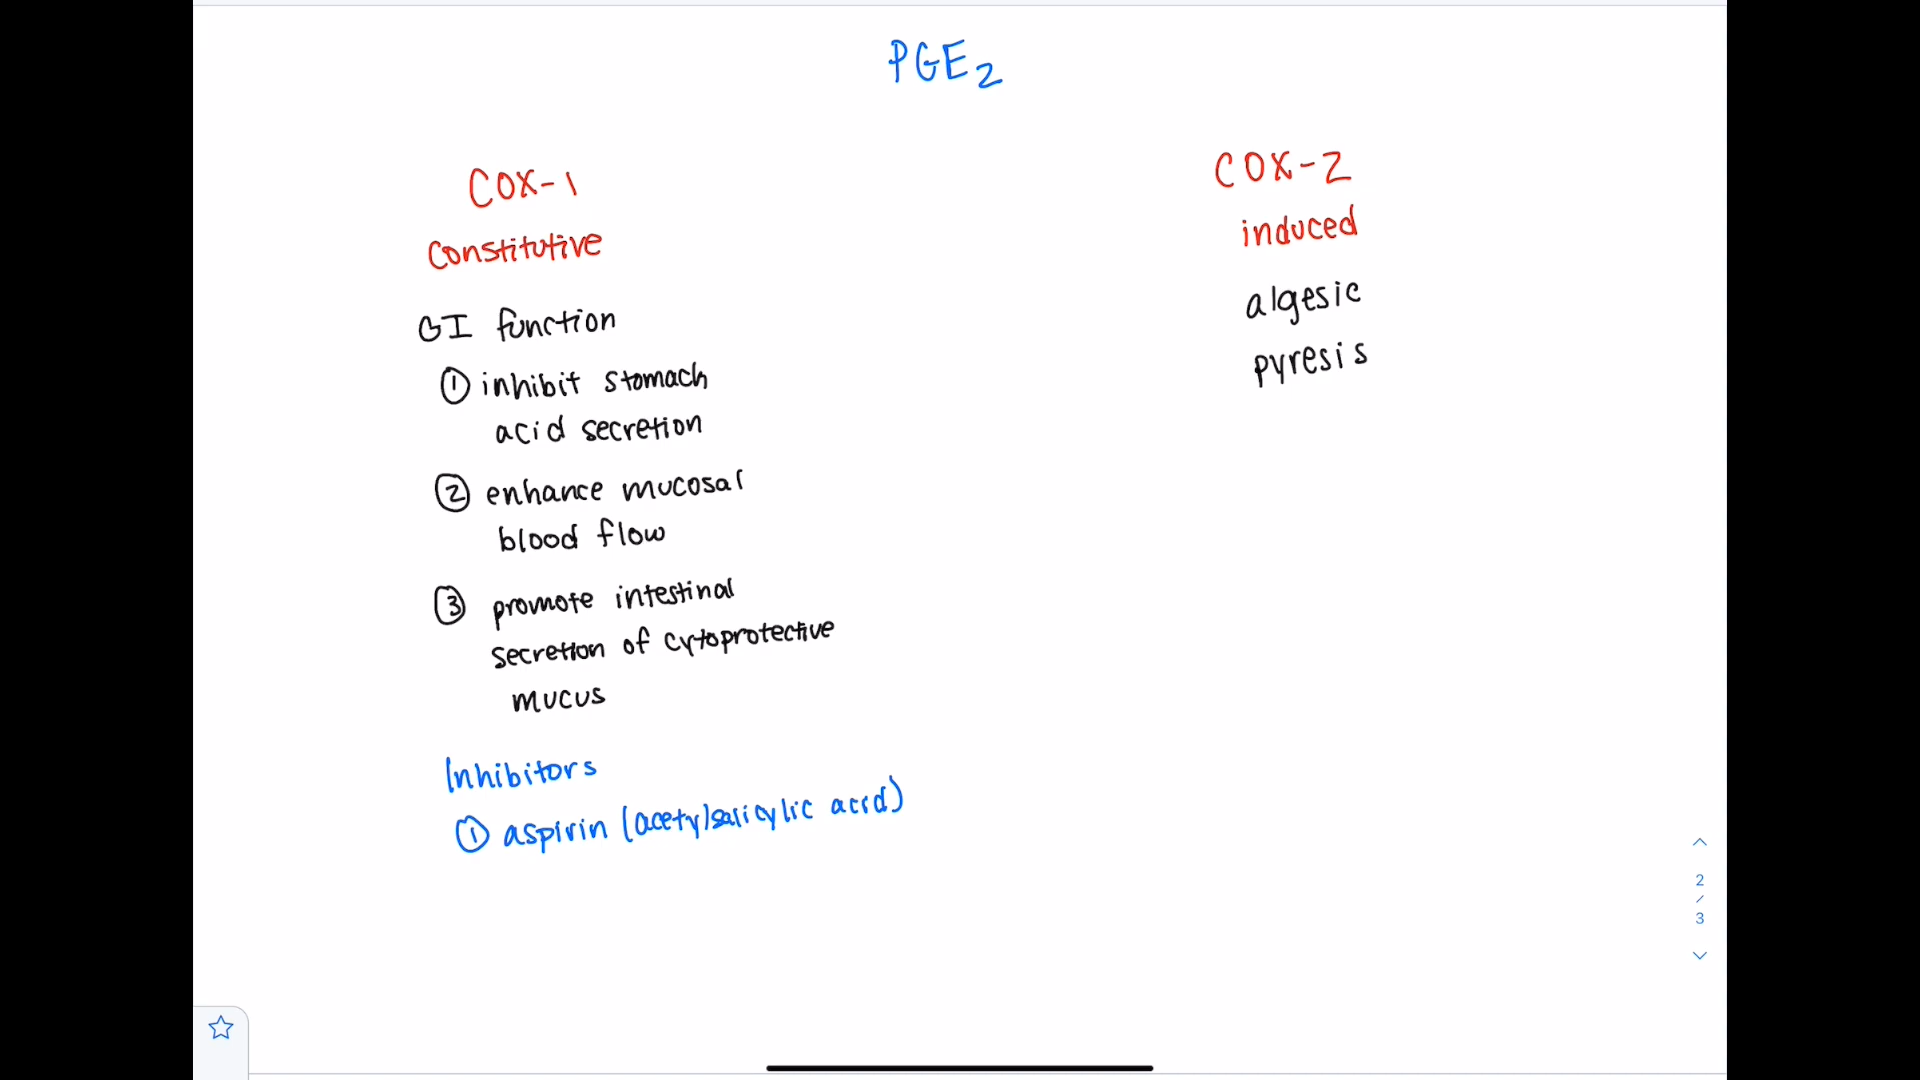 PGE2
COX-1
Constitutive
GI function
① inhibit stomach
acid secretion
② enhance mucosal
blood flow
③ promote intestinal
secretion of cytoprotective
mucus
Inhibitors
① aspirin (acetylsalicylic acid)
COX-2
induced
algesic
pyresis
2
/
3